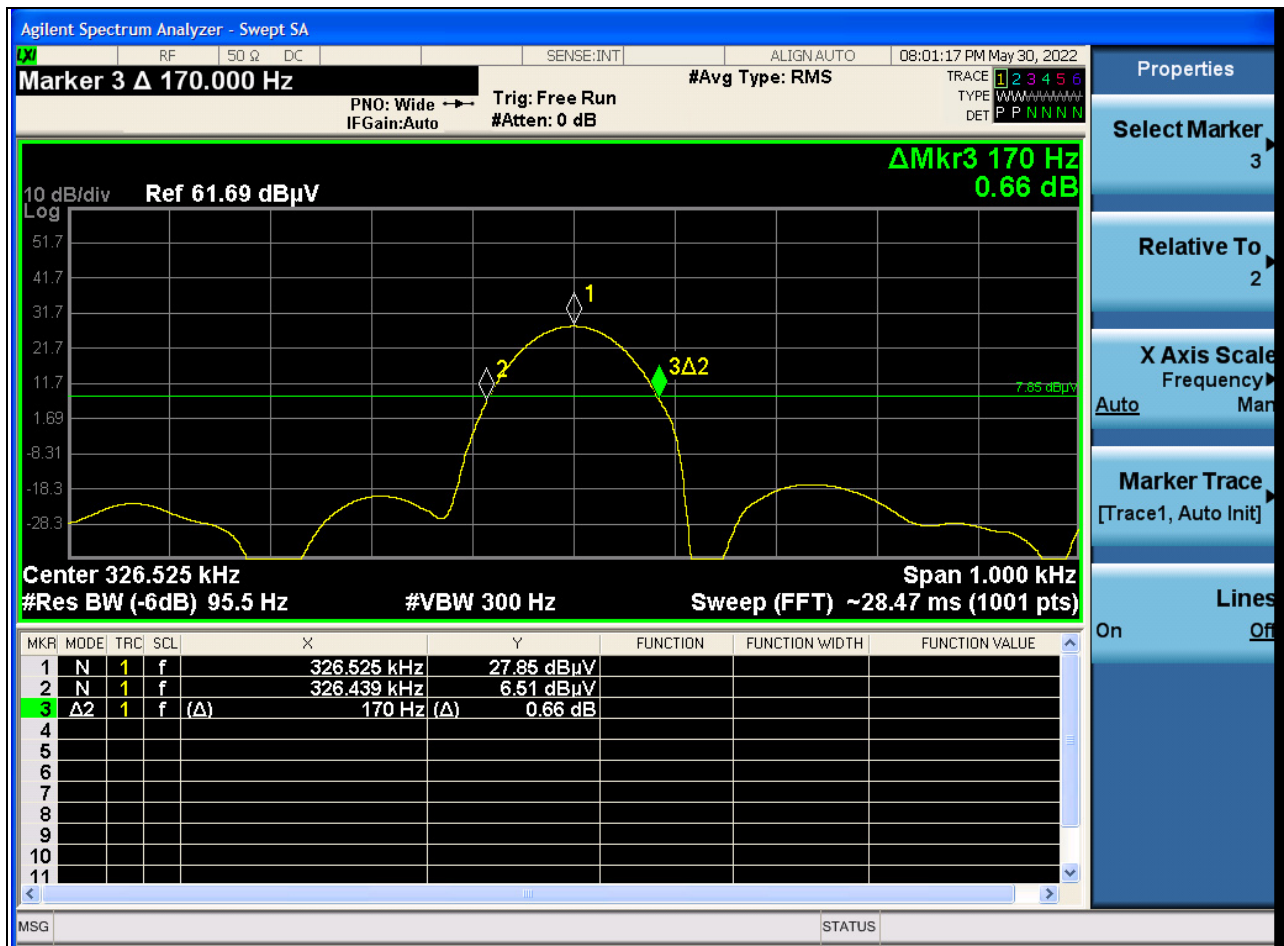 Agilent Spectrum Analyzer - Swept SA
LXI RF 50 Ω DC SENSE:INT ALIGN AUTO 08:01:17 PM May 30, 2022
Marker 3 Δ 170.000 Hz
PNO: Wide
IFGain:Auto
Trig: Free Run
#Atten: 0 dB
#Avg Type: RMS
TRACE 1 2 3 4 5 6
TYPE WWWWWW
DET P P N N N N
ΔMkr3 170 Hz
0.66 dB
10 dB/div Ref 61.69 dBµV
Log
51.7
41.7
31.7
21.7
11.7
1.69
-8.31
-18.3
-28.3
1
2
3Δ2
7.85 dBµV
Center 326.525 kHz Span 1.000 kHz
#Res BW (-6dB) 95.5 Hz #VBW 300 Hz Sweep (FFT) ~28.47 ms (1001 pts)
MKR MODE TRC SCL X Y FUNCTION FUNCTION WIDTH FUNCTION VALUE
1 N 1 f 326.525 kHz 27.85 dBµV
2 N 1 f 326.439 kHz 6.51 dBµV
3 Δ2 1 f (Δ) 170 Hz (Δ) 0.66 dB
4
5
6
7
8
9
10
11
MSG STATUS
Properties
Select Marker
3
Relative To
2
X Axis Scale
Frequency
Auto Man
Marker Trace
[Trace1, Auto Init]
Lines
On Off